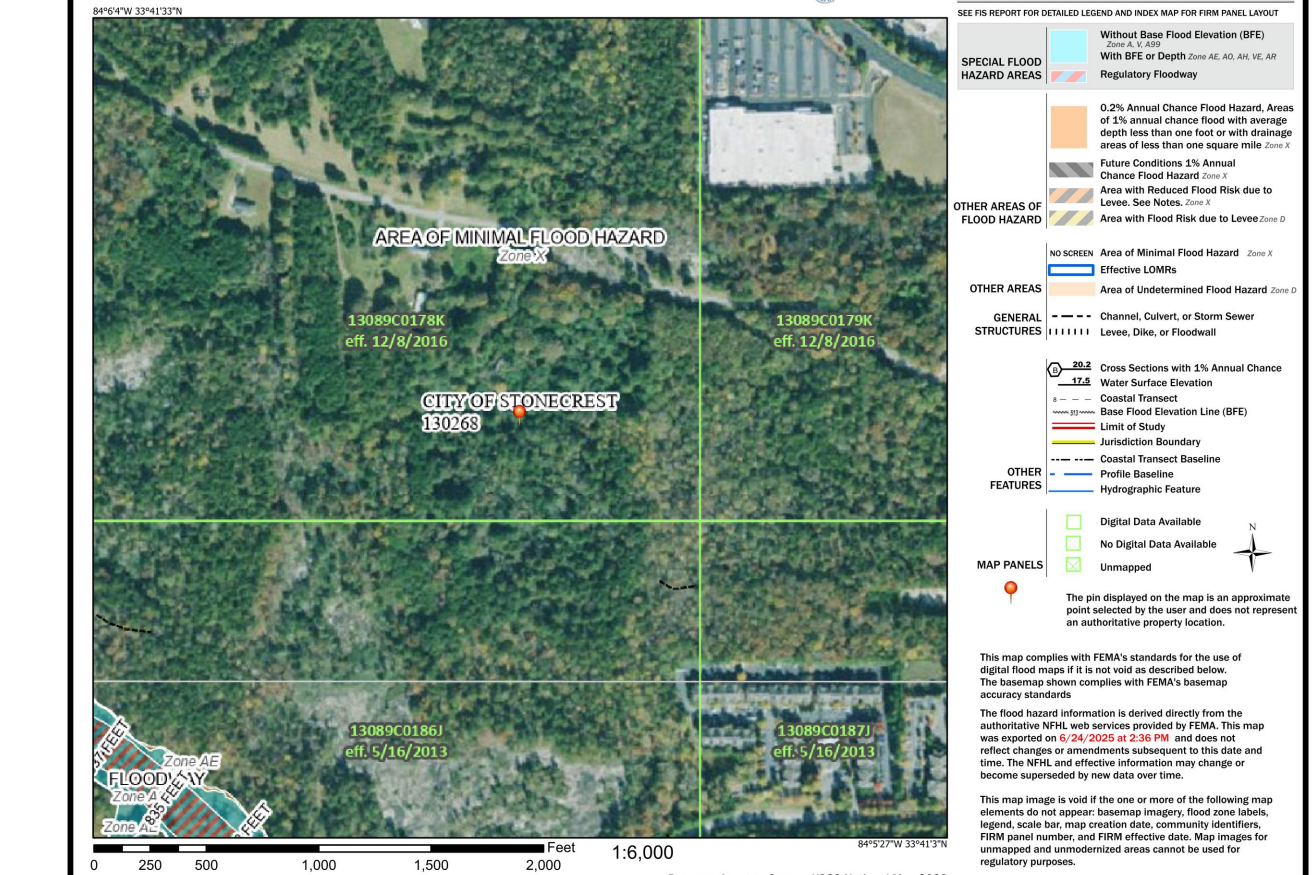 84°6'4"W 33°41'33"N
AREA OF MINIMAL FLOOD HAZARD
Zone X
13089C0178K
eff. 12/8/2016
13089C0179K
eff. 12/8/2016
CITY OF STONECREST
130268
13089C0186J
eff. 5/16/2013
13089C0187J
eff. 5/16/2013
FEET
Zone AE
FLOODWAY
Zone A
835 FEET
Zone AE
FEET
84°5'27"W 33°41'3"N
Feet
1:6,000
0
250
500
1,000
1,500
2,000
SEE FIS REPORT FOR DETAILED LEGEND AND INDEX MAP FOR FIRM PANEL LAYOUT
SPECIAL FLOOD
HAZARD AREAS
Without Base Flood Elevation (BFE)
Zone A, V, A99
With BFE or Depth Zone AE, AO, AH, VE, AR
Regulatory Floodway
OTHER AREAS OF
FLOOD HAZARD
0.2% Annual Chance Flood Hazard, Areas
of 1% annual chance flood with average
depth less than one foot or with drainage
areas of less than one square mile Zone X
Future Conditions 1% Annual
Chance Flood Hazard Zone X
Area with Reduced Flood Risk due to
Levee. See Notes. Zone X
Area with Flood Risk due to Levee Zone D
OTHER AREAS
NO SCREEN Area of Minimal Flood Hazard Zone X
Effective LOMRs
Area of Undetermined Flood Hazard Zone D
GENERAL
STRUCTURES
Channel, Culvert, or Storm Sewer
Levee, Dike, or Floodwall
OTHER
FEATURES
B 20.2 Cross Sections with 1% Annual Chance
17.5 Water Surface Elevation
8 Coastal Transect
513 Base Flood Elevation Line (BFE)
Limit of Study
Jurisdiction Boundary
Coastal Transect Baseline
Profile Baseline
Hydrographic Feature
MAP PANELS
Digital Data Available
No Digital Data Available
Unmapped
N
The pin displayed on the map is an approximate
point selected by the user and does not represent
an authoritative property location.
This map complies with FEMA's standards for the use of
digital flood maps if it is not void as described below.
The basemap shown complies with FEMA's basemap
accuracy standards
The flood hazard information is derived directly from the
authoritative NFHL web services provided by FEMA. This map
was exported on 6/24/2025 at 2:36 PM and does not
reflect changes or amendments subsequent to this date and
time. The NFHL and effective information may change or
become superseded by new data over time.
This map image is void if the one or more of the following map
elements do not appear: basemap imagery, flood zone labels,
legend, scale bar, map creation date, community identifiers,
FIRM panel number, and FIRM effective date. Map images for
unmapped and unmodernized areas cannot be used for
regulatory purposes.